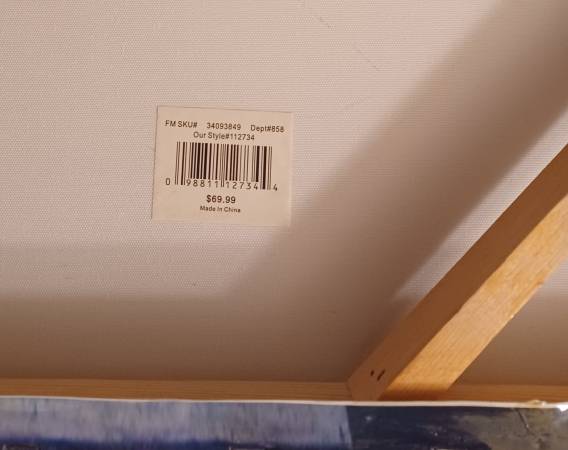 FM SKU# 34093849 Dept#858
Our Style#112734
0 98811 12734 4
$69.99
Made In China